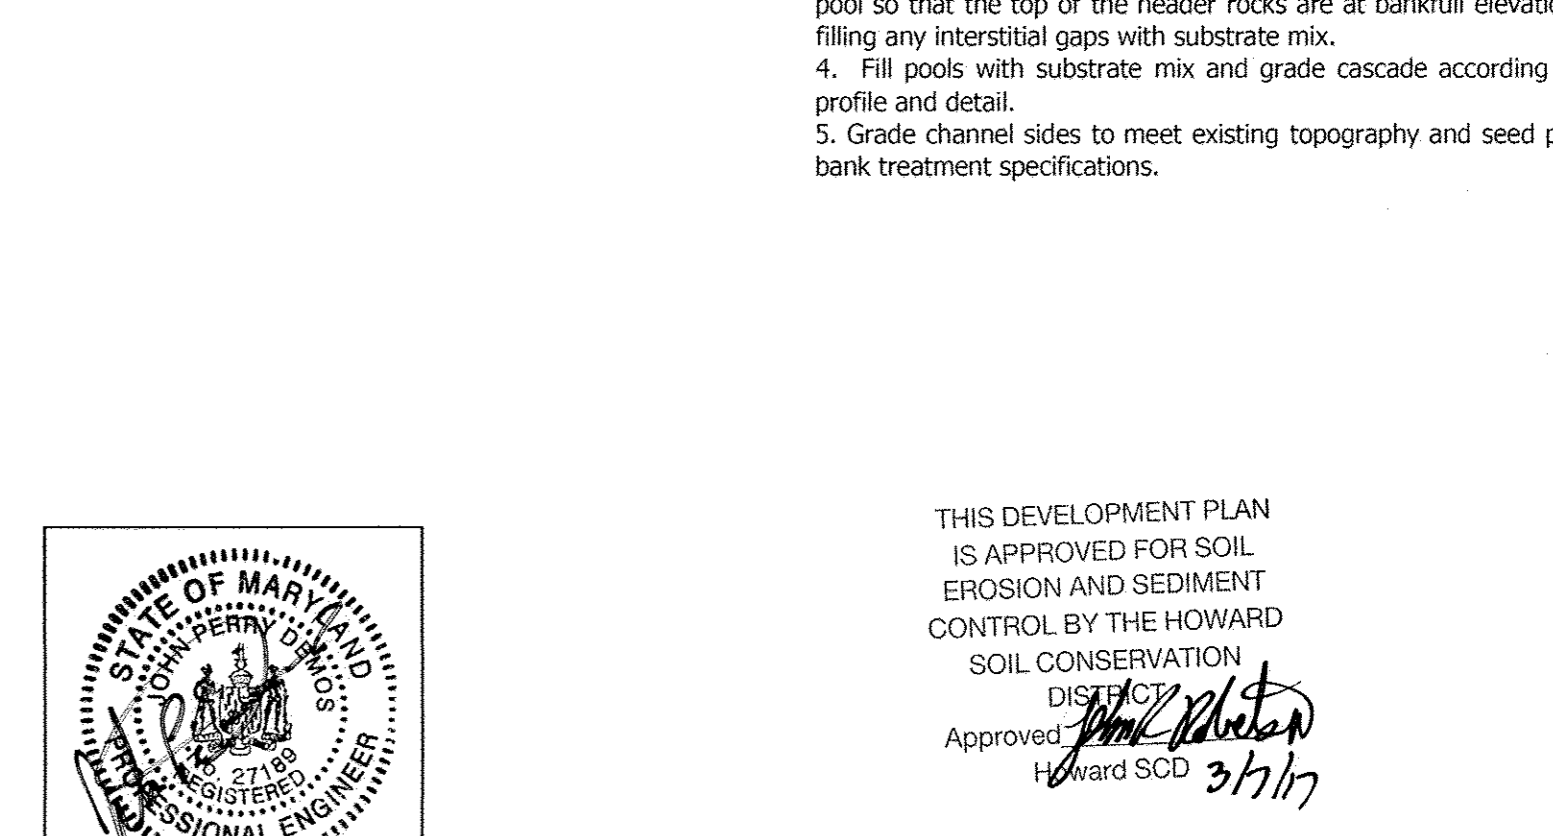 pool so that the top of the header rocks are at bankfull
filling any interstitial gaps with substrate mix.
4. Fill pools with substrate mix and grade cascade according
profile and detail.
5. Grade channel sides to meet existing topography and seed
bank treatment specifications.
THIS DEVELOPMENT PLAN
IS APPROVED FOR SOIL
EROSION AND SEDIMENT
CONTROL BY THE HOWARD
SOIL CONSERVATION
DISTRICT
Approved John R Robertson
Howard SCD 3/7/17
STATE OF MARYLAND
JOHN PERRY DEMOS
No. 27189
REGISTERED
PROFESSIONAL ENGINEER